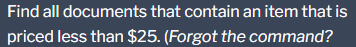 Find all documents that contain an item that is
priced less than $25. (Forgot the command?